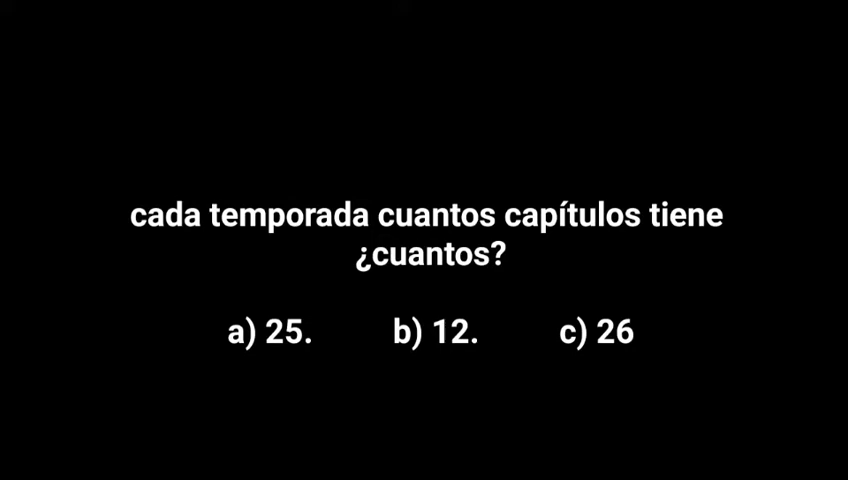 cada temporada cuantos capítulos tiene
¿cuantos?
a) 25. b) 12. c) 26